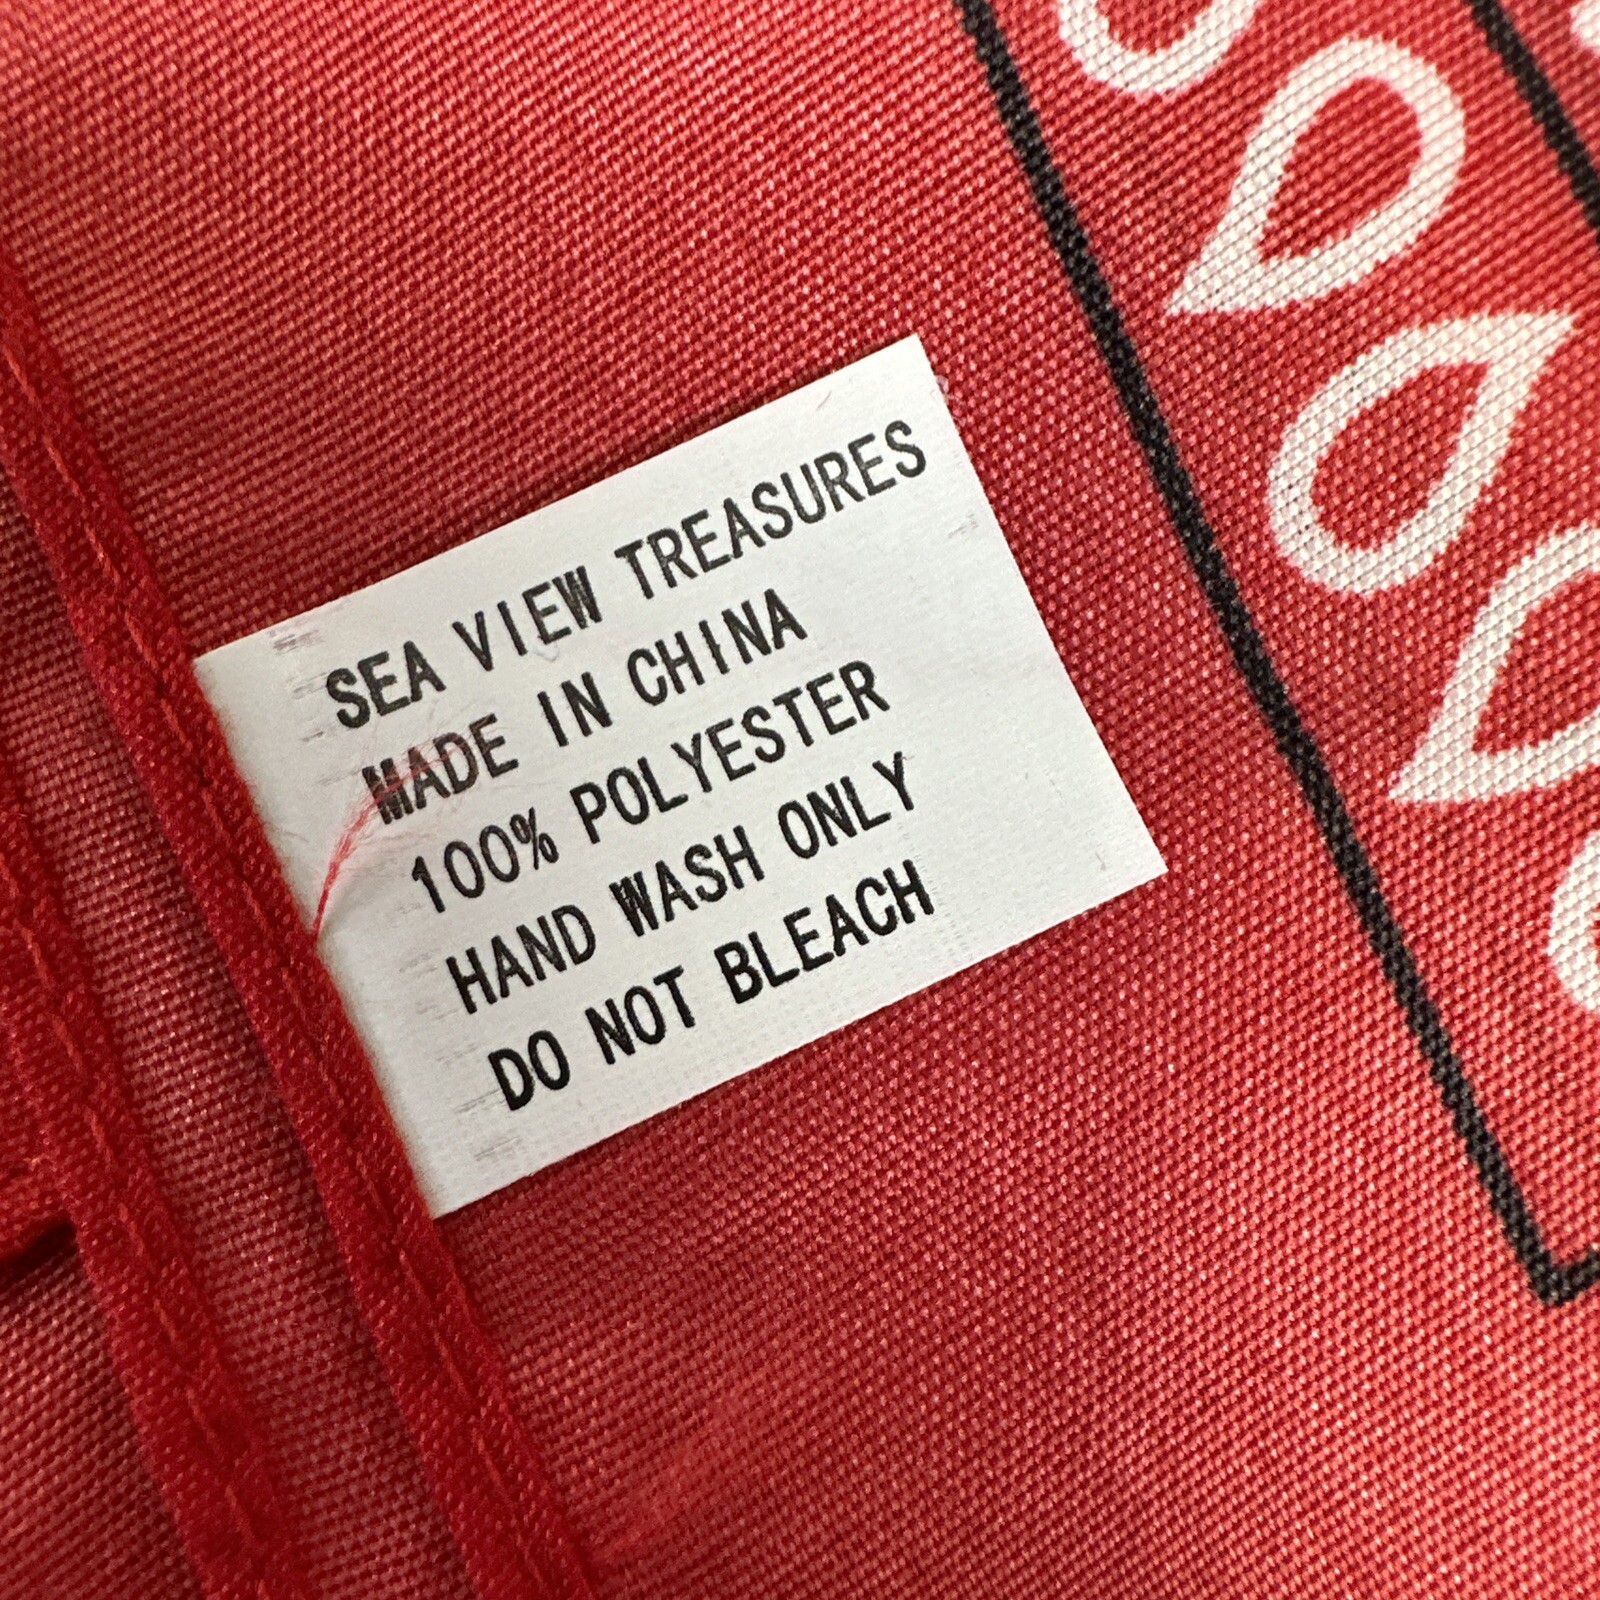 SEA VIEW TREASURES
MADE IN CHINA
100% POLYESTER
HAND WASH ONLY
DO NOT BLEACH